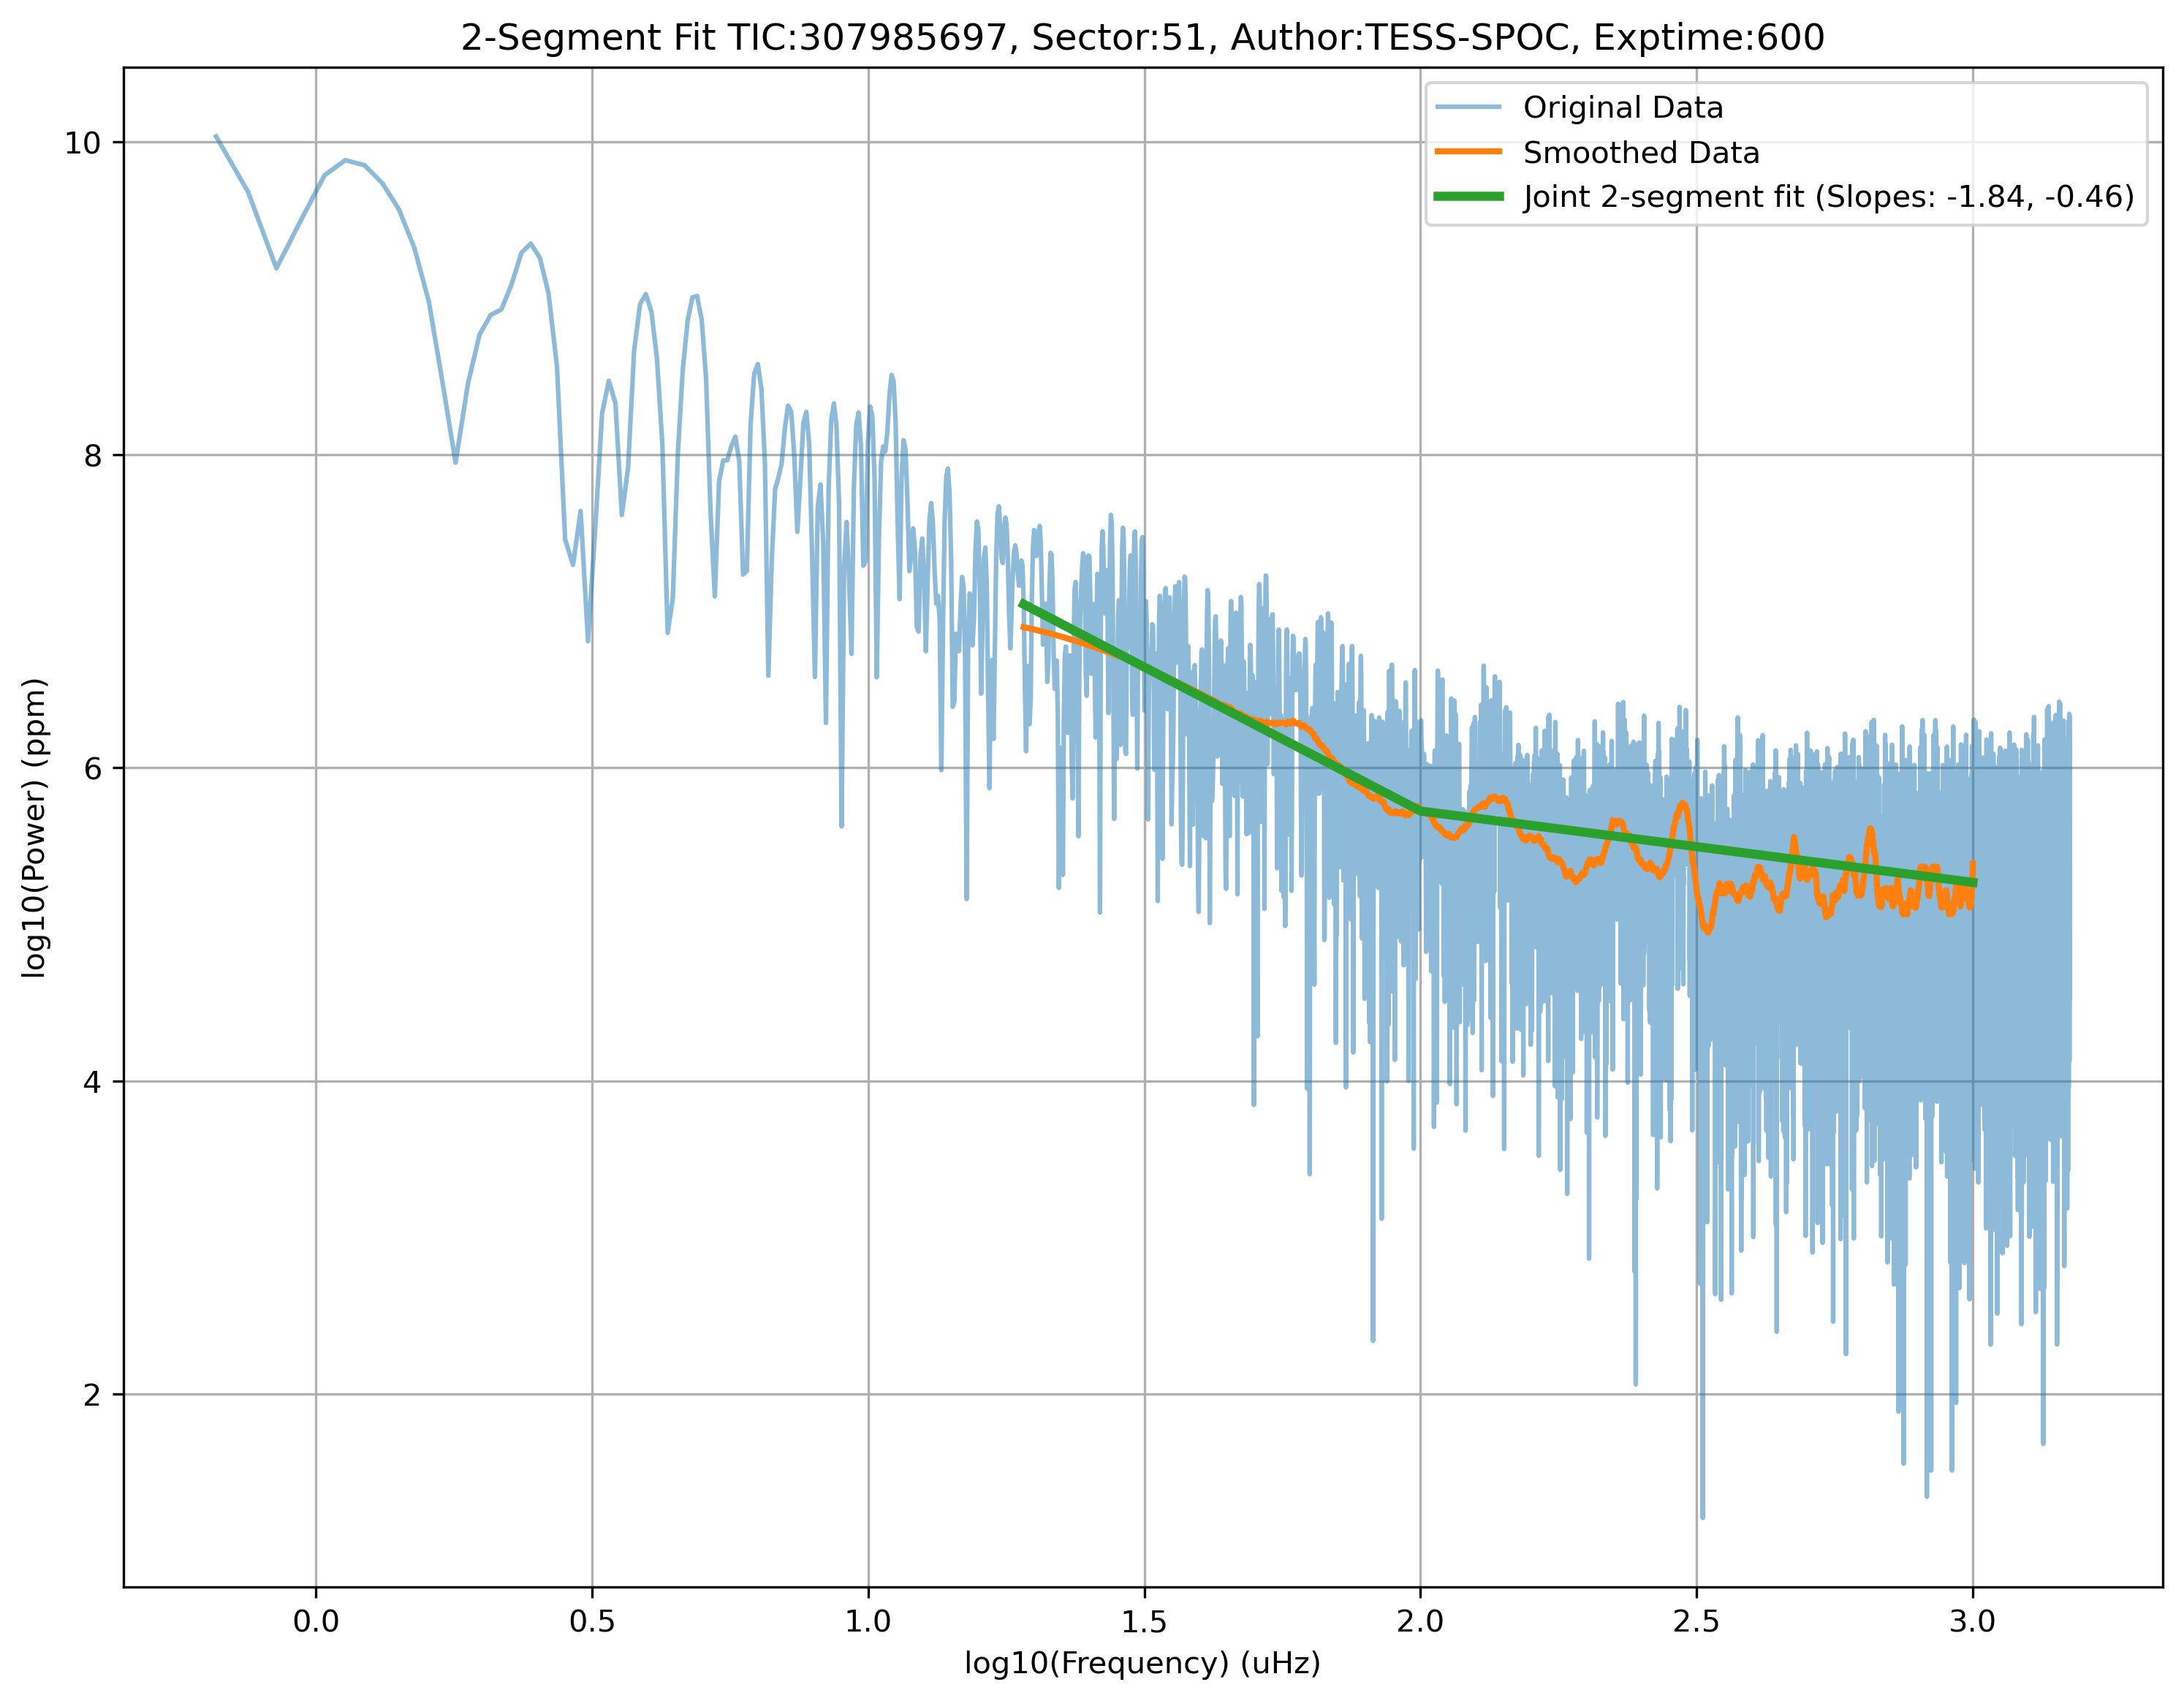 2-Segment Fit TIC:307985697, Sector:51, Author:TESS-SPOC, Exptime:600
Original Data
Smoothed Data
Joint 2-segment fit (Slopes: -1.84, -0.46)
log10(Power) (ppm)
10
8
6
4
2
0.0 0.5 1.0 1.5 2.0 2.5 3.0
log10(Frequency) (uHz)